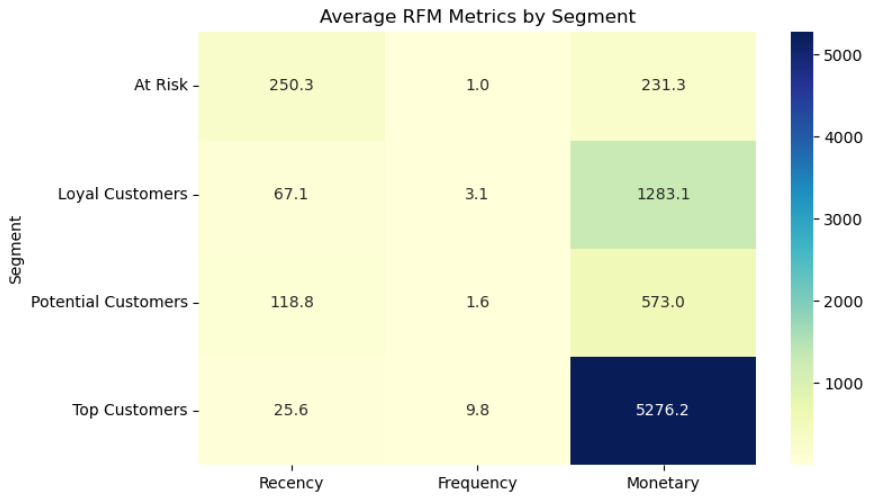 Average RFM Metrics by Segment
Segment
At Risk 250.3 1.0 231.3
Loyal Customers 67.1 3.1 1283.1
Potential Customers 118.8 1.6 573.0
Top Customers 25.6 9.8 5276.2
Recency Frequency Monetary
5000
4000
3000
2000
1000